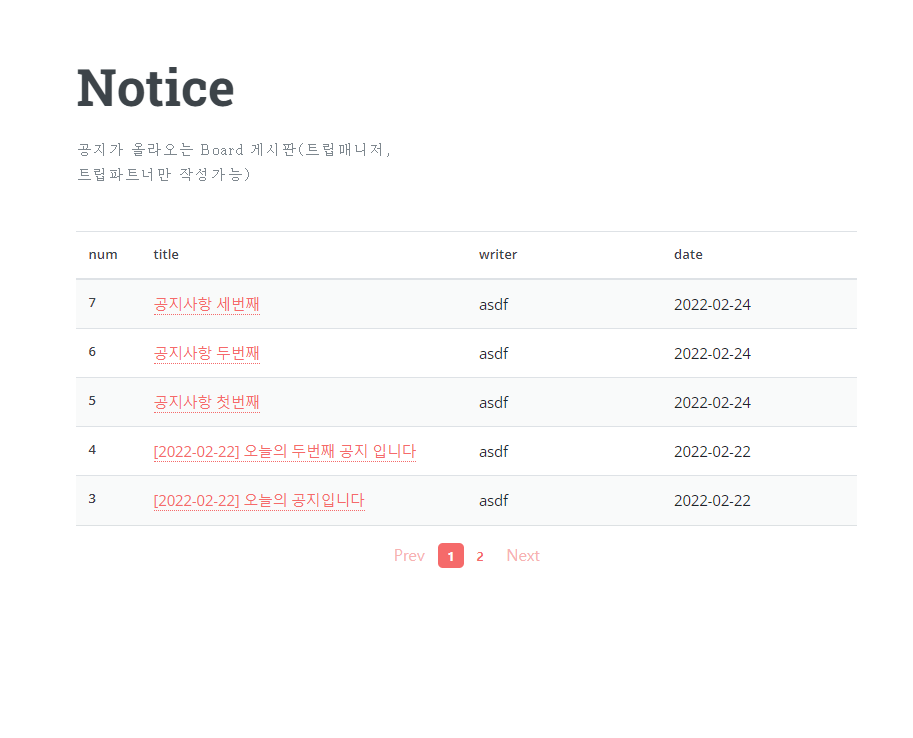 Notice
공지가 올라오는 Board 게시판(트립매니저,
트립파트너만 작성가능)
num title writer date
7 공지사항 세번째 asdf 2022-02-24
6 공지사항 두번째 asdf 2022-02-24
5 공지사항 첫번째 asdf 2022-02-24
4 [2022-02-22] 오늘의 두번째 공지 입니다 asdf 2022-02-22
3 [2022-02-22] 오늘의 공지입니다 asdf 2022-02-22
Prev 1 2 Next